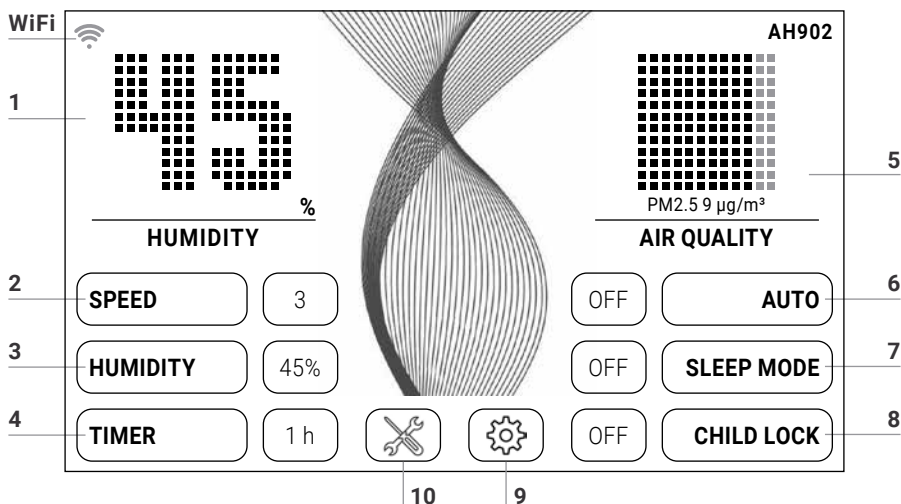 WiFi
AH902
1
45
5
%
PM2.5 9 µg/m³
HUMIDITY
AIR QUALITY
2
SPEED
3
OFF
AUTO
6
3
HUMIDITY
45%
OFF
SLEEP MODE
7
4
TIMER
1 h
OFF
CHILD LOCK
8
10
9